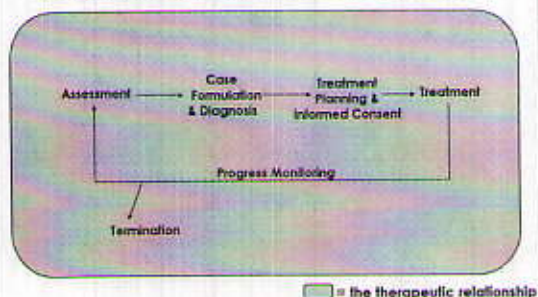 Assessment
Case
Formulation
& Diagnosis
Treatment
Planning &
Informed Consent
Treatment
Progress Monitoring
Termination
= the therapeutic relationship